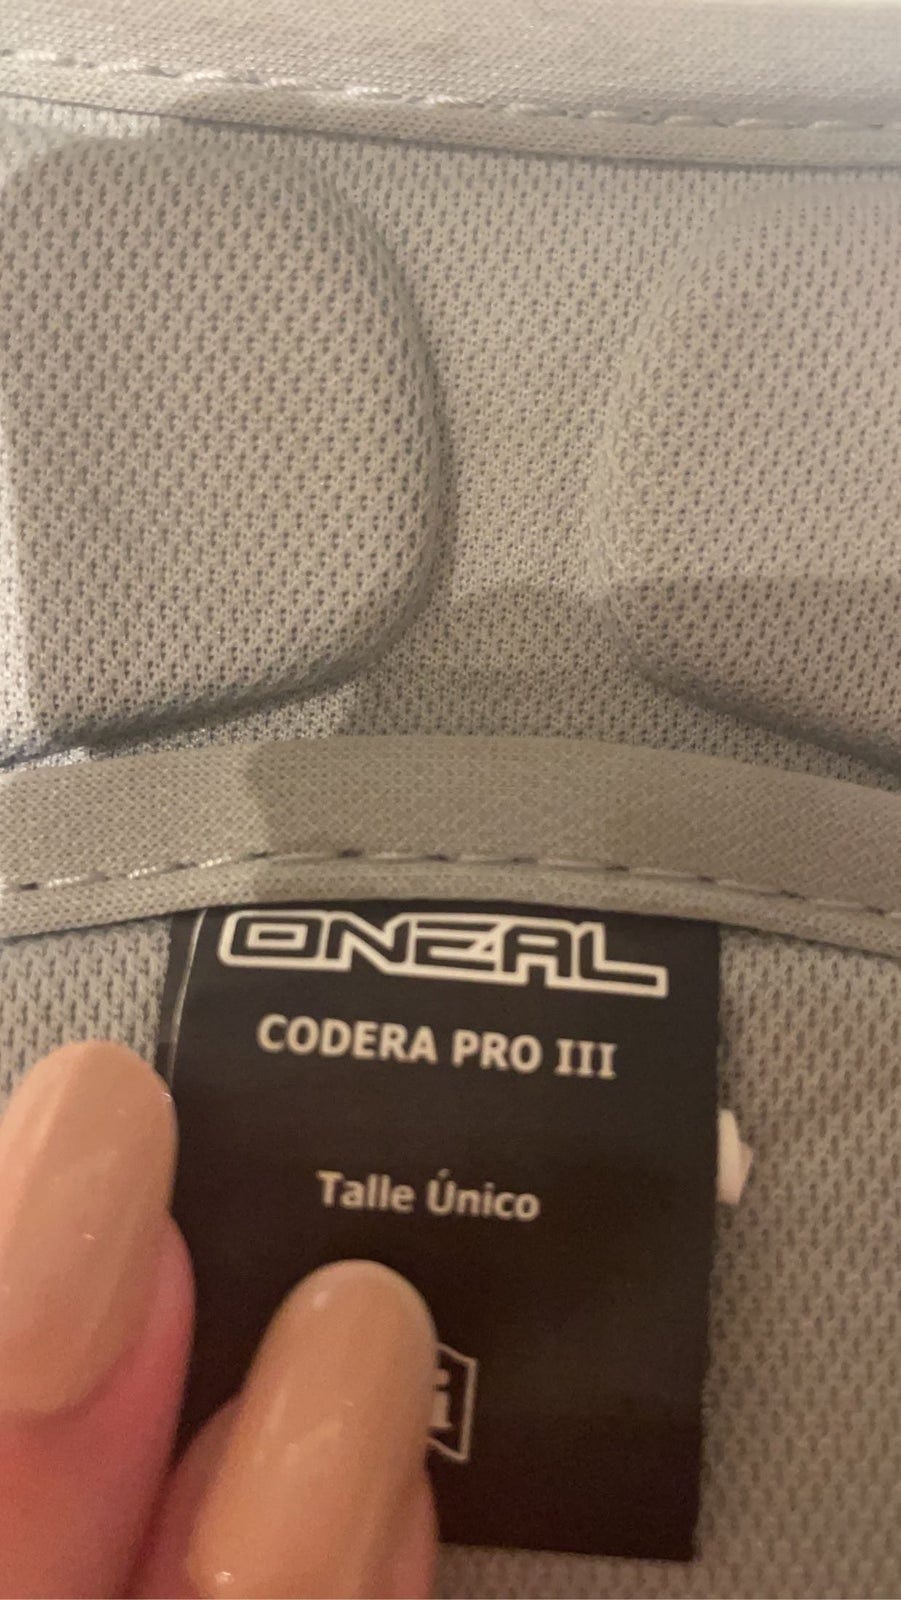 ONEAL
CODERA PRO III
Talle Único